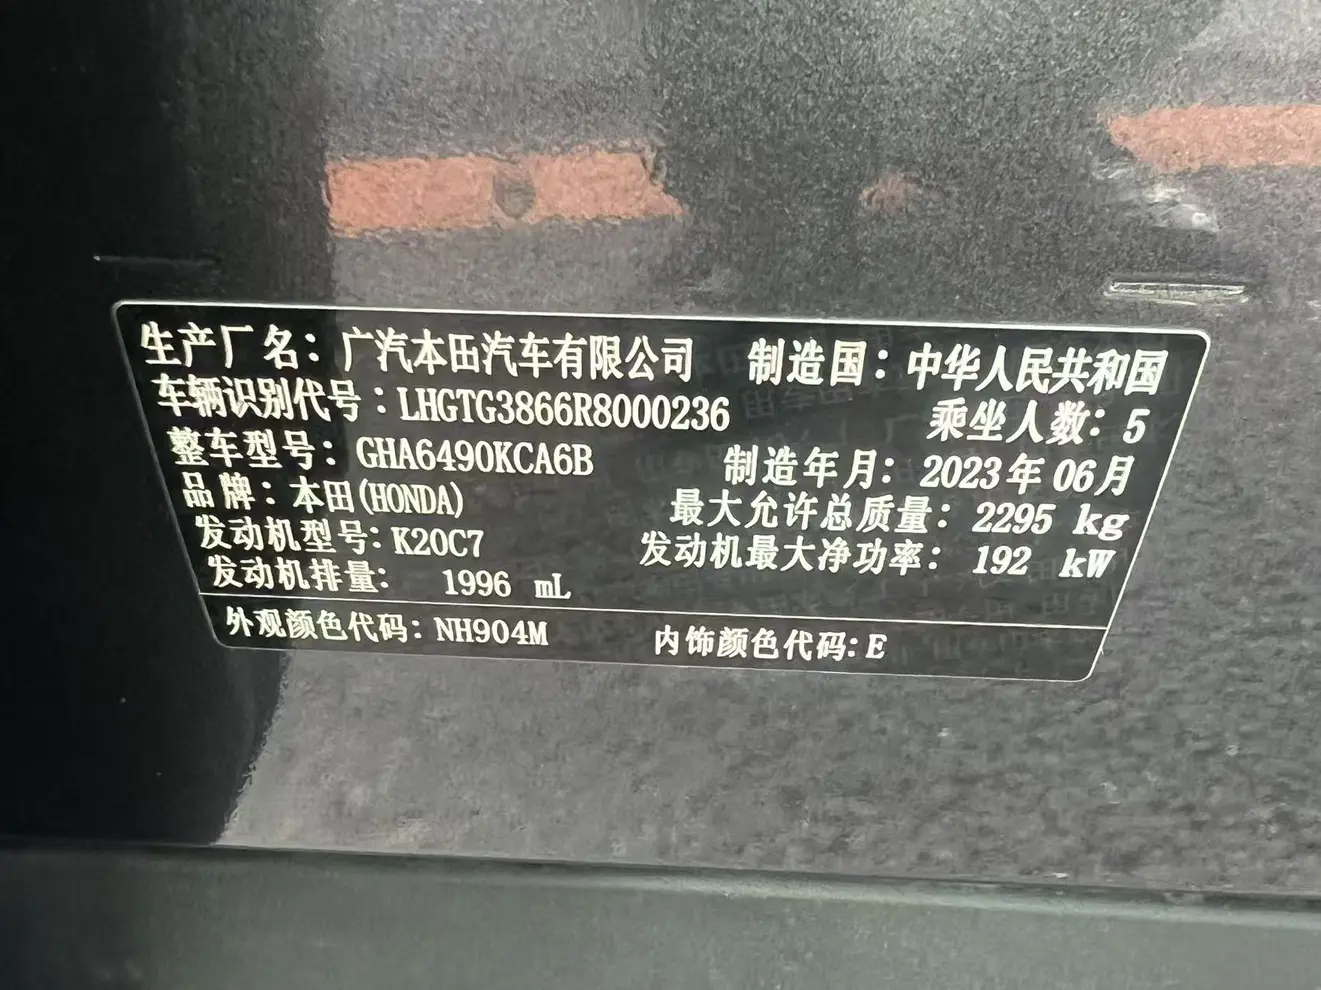 生产厂名：广汽本田汽车有限公司 制造国：中华人民共和国
车辆识别代号：LHGTG3866R8000236 乘坐人数：5
整车型号：GHA6490KCA6B 制造年月：2023年06月
品牌：本田(HONDA) 最大允许总质量：2295 kg
发动机型号：K20C7 发动机最大净功率：192 kW
发动机排量： 1996 mL
外观颜色代码：NH904M 内饰颜色代码：E